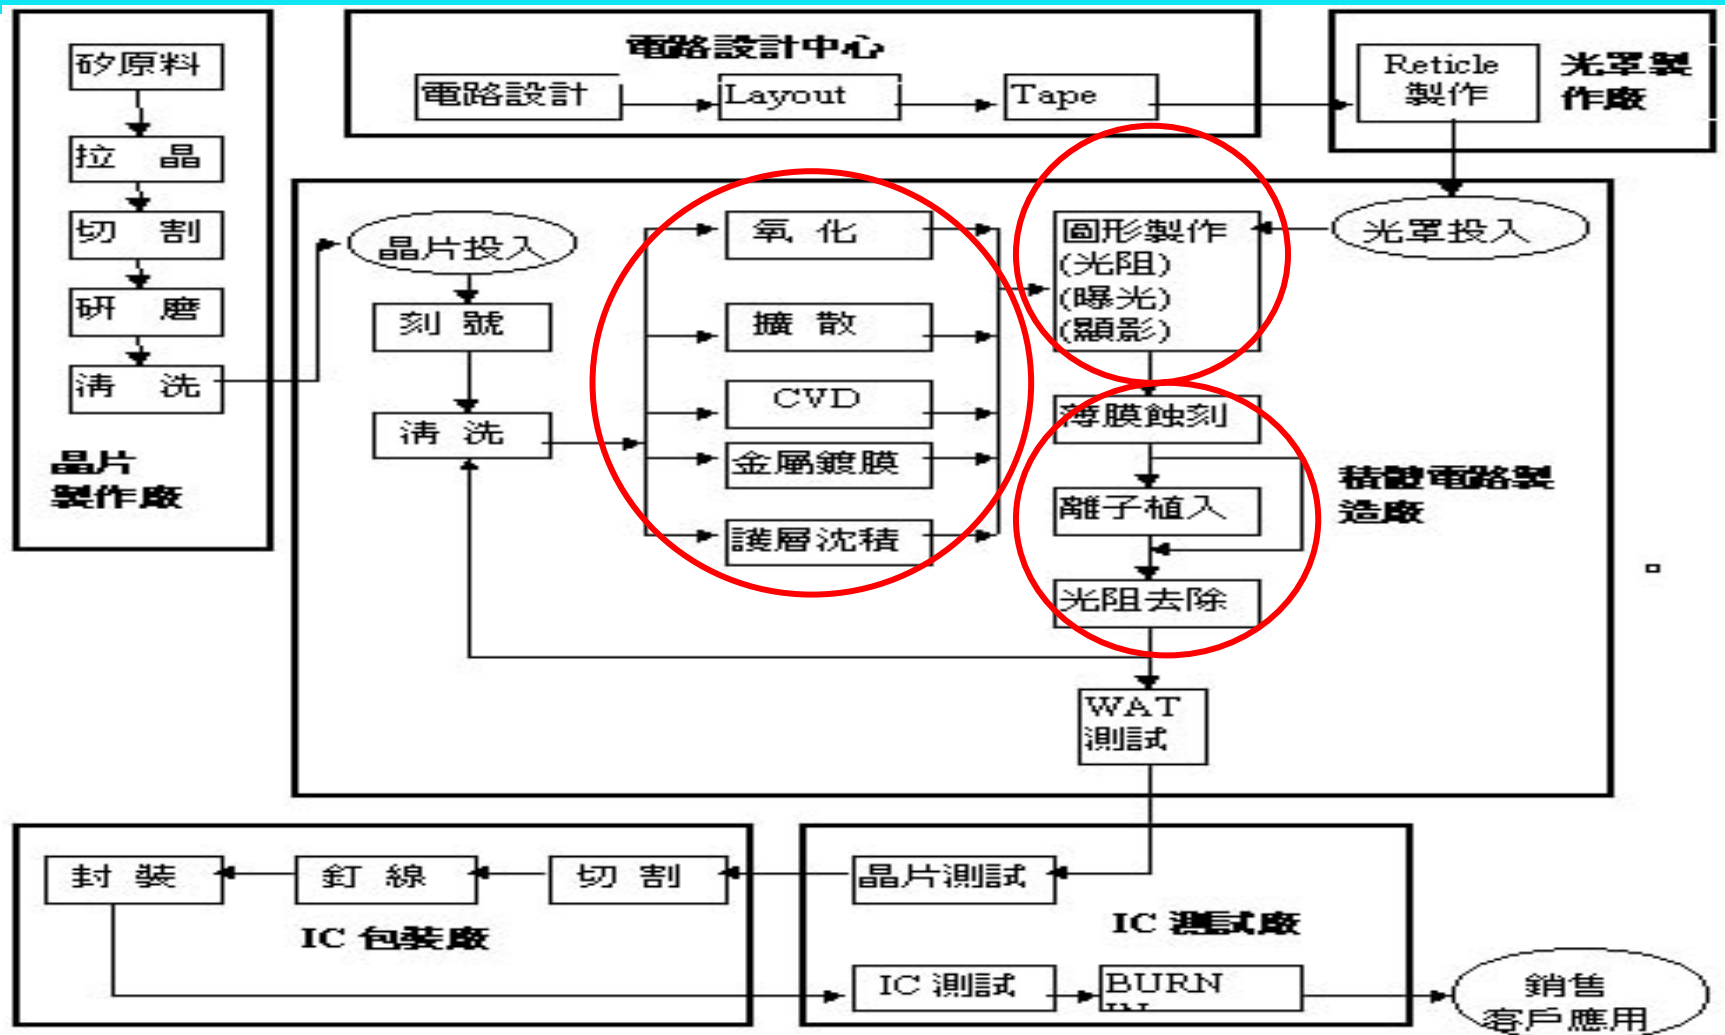 矽原料
拉 晶
切 割
研 磨
清 洗
晶片
製作廠
電路設計中心
電路設計
Layout
Tape
Reticle
製作
光罩製
作廠
晶片投入
刻 號
清 洗
氧 化
擴 散
CVD
金屬鍍膜
護層沈積
圖形製作
(光阻)
(曝光)
(顯影)
光罩投入
薄膜蝕刻
離子植入
光阻去除
積體電路製
造廠
WAT
測試
封 裝
釘 線
切 割
IC 包裝廠
晶片測試
IC 測試廠
IC 測試
BURN
IN
銷售
客戶應用